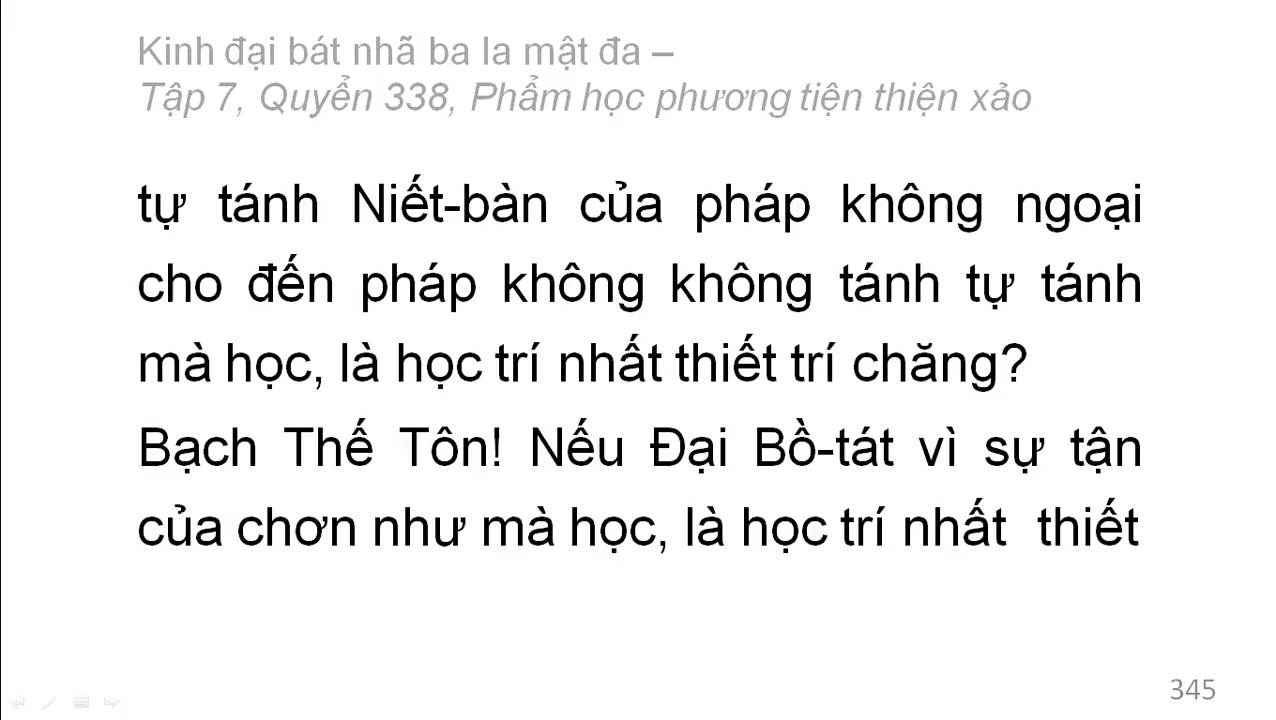 Kinh đại bát nhã ba la mật đa –
Tập 7, Quyển 338, Phẩm học phương tiện thiện xảo
tự tánh Niết-bàn của pháp không ngoại
cho đến pháp không không tánh tự tánh
mà học, là học trí nhất thiết trí chăng?
Bạch Thế Tôn! Nếu Đại Bồ-tát vì sự tận
của chơn như mà học, là học trí nhất thiết
345